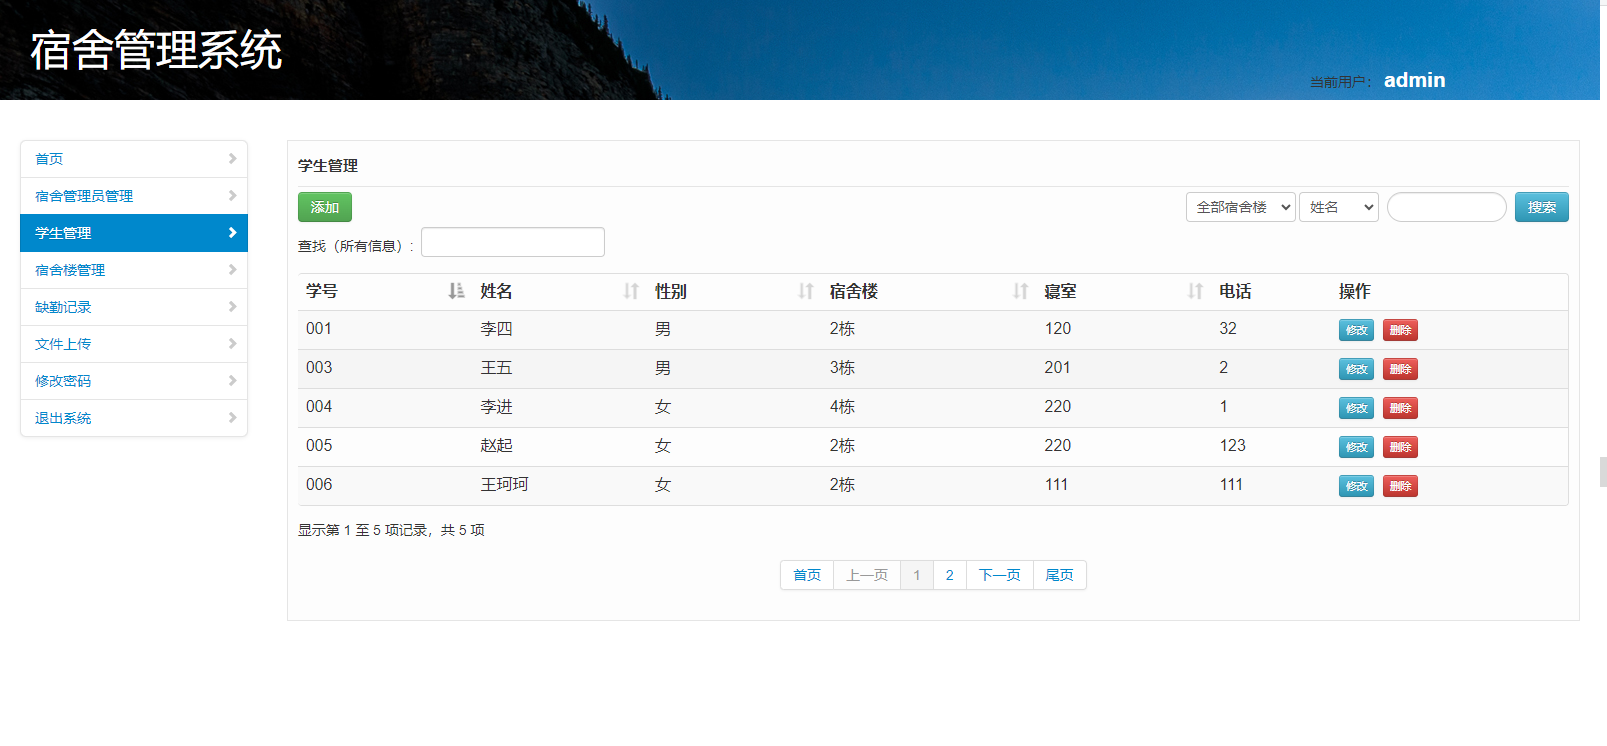 宿舍管理系统
当前用户： admin
首页
宿舍管理员管理
学生管理
宿舍楼管理
缺勤记录
文件上传
修改密码
退出系统
学生管理
添加 全部宿舍楼 姓名 搜索
查找（所有信息）:
学号 姓名 性别 宿舍楼 寝室 电话 操作
001 李四 男 2栋 120 32 修改 删除
003 王五 男 3栋 201 2 修改 删除
004 李进 女 4栋 220 1 修改 删除
005 赵起 女 2栋 220 123 修改 删除
006 王珂珂 女 2栋 111 111 修改 删除
显示第 1 至 5 项记录，共 5 项
首页 上一页 1 2 下一页 尾页